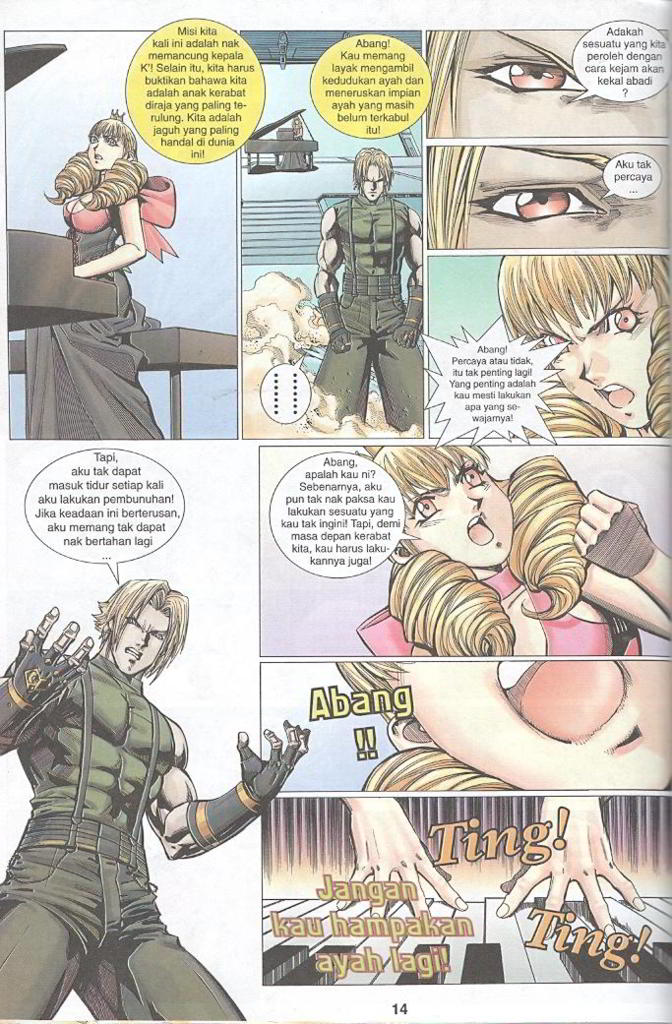 Misi kita
kali ini adalah nak
memancung kepala
K'! Selain itu, kita harus
buktikan bahawa kita
adalah anak kerabat
diraja yang paling te-
rulung. Kita adalah
jaguh yang paling
handal di dunia
ini!
Abang!
Kau memang
layak mengambil
kedudukan ayah dan
meneruskan impian
ayah yang masih
belum terkabul
itu!
Adakah
sesuatu yang kita
peroleh dengan
cara kejam akan
kekal abadi
?
Aku tak
percaya
...
Abang!
Percaya atau tidak,
itu tak penting lagi!
Yang penting adalah
kau mesti lakukan
apa yang se-
wajarnya!
Tapi,
aku tak dapat
masuk tidur setiap kali
aku lakukan pembunuhan!
Jika keadaan ini berterusan,
aku memang tak dapat
nak bertahan lagi
...
Abang,
apalah kau ni?
Sebenarnya, aku
pun tak nak paksa kau
lakukan sesuatu yang
kau tak ingini! Tapi, demi
masa depan kerabat
kita, kau harus laku-
kannya juga!
Abang
!!
Ting!
Jangan
kau hampakan
ayah lagi!
Ting!
14